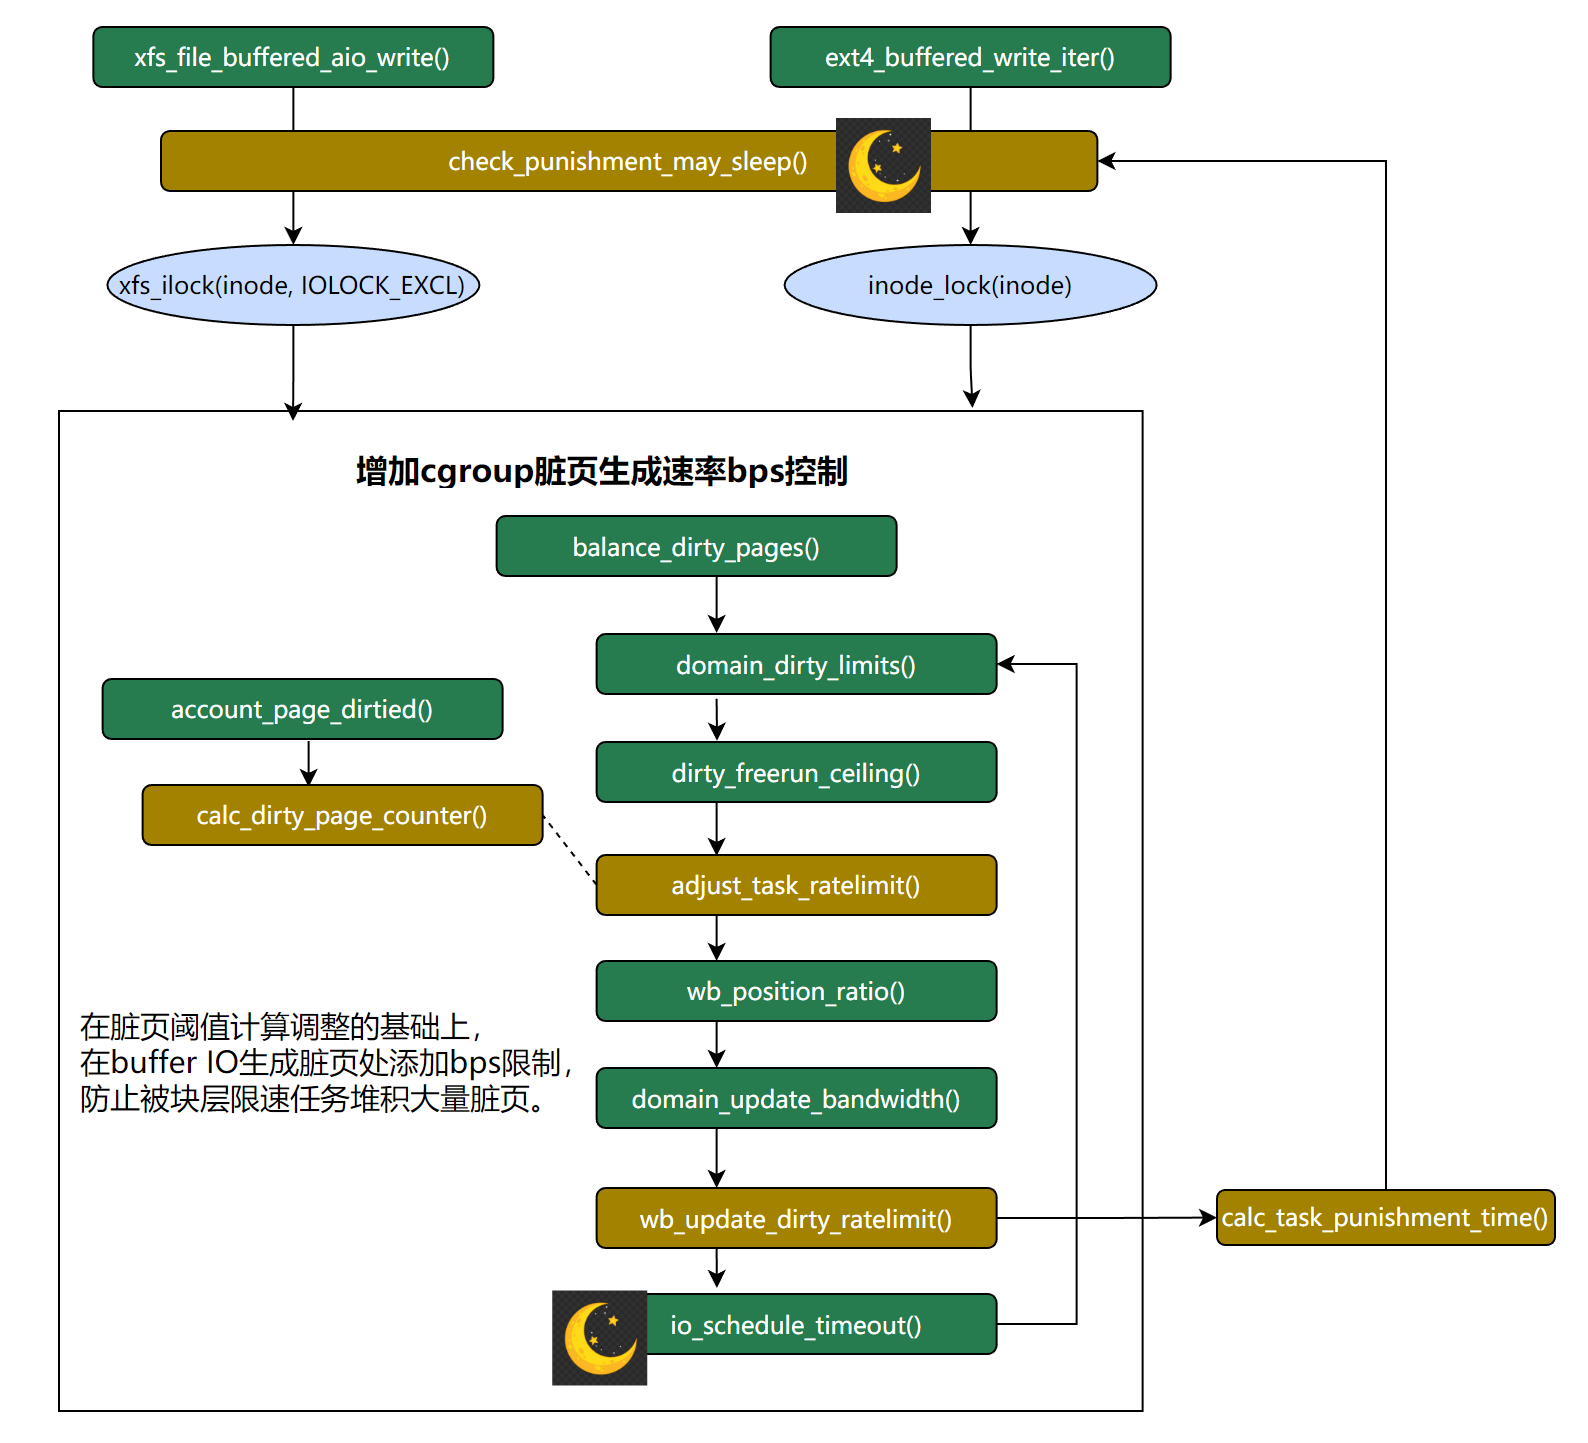 xfs_file_buffered_aio_write()
ext4_buffered_write_iter()
check_punishment_may_sleep()
xfs_ilock(inode, IOLOCK_EXCL)
inode_lock(inode)
增加cgroup脏页生成速率bps控制
balance_dirty_pages()
domain_dirty_limits()
account_page_dirtied()
dirty_freerun_ceiling()
calc_dirty_page_counter()
adjust_task_ratelimit()
wb_position_ratio()
在脏页阈值计算调整的基础上，
在buffer IO生成脏页处添加bps限制，
防止被块层限速任务堆积大量脏页。
domain_update_bandwidth()
wb_update_dirty_ratelimit()
calc_task_punishment_time()
io_schedule_timeout()